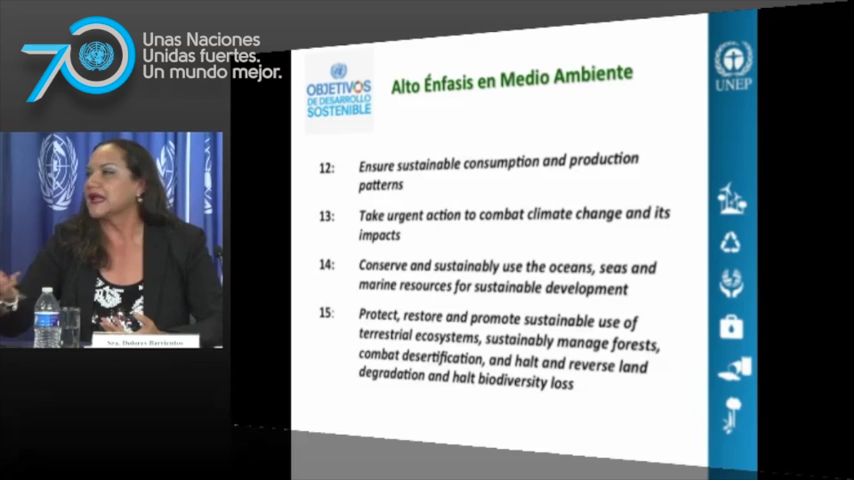 70
Unas Naciones
Unidas fuertes.
Un mundo mejor.
OBJETIVOS
DE DESARROLLO
SOSTENIBLE
Alto Énfasis en Medio Ambiente
UNEP
12: Ensure sustainable consumption and production
patterns
13: Take urgent action to combat climate change and its
impacts
14: Conserve and sustainably use the oceans, seas and
marine resources for sustainable development
15: Protect, restore and promote sustainable use of
terrestrial ecosystems, sustainably manage forests,
combat desertification, and halt and reverse land
degradation and halt biodiversity loss
Sra. Dolores Barrientos